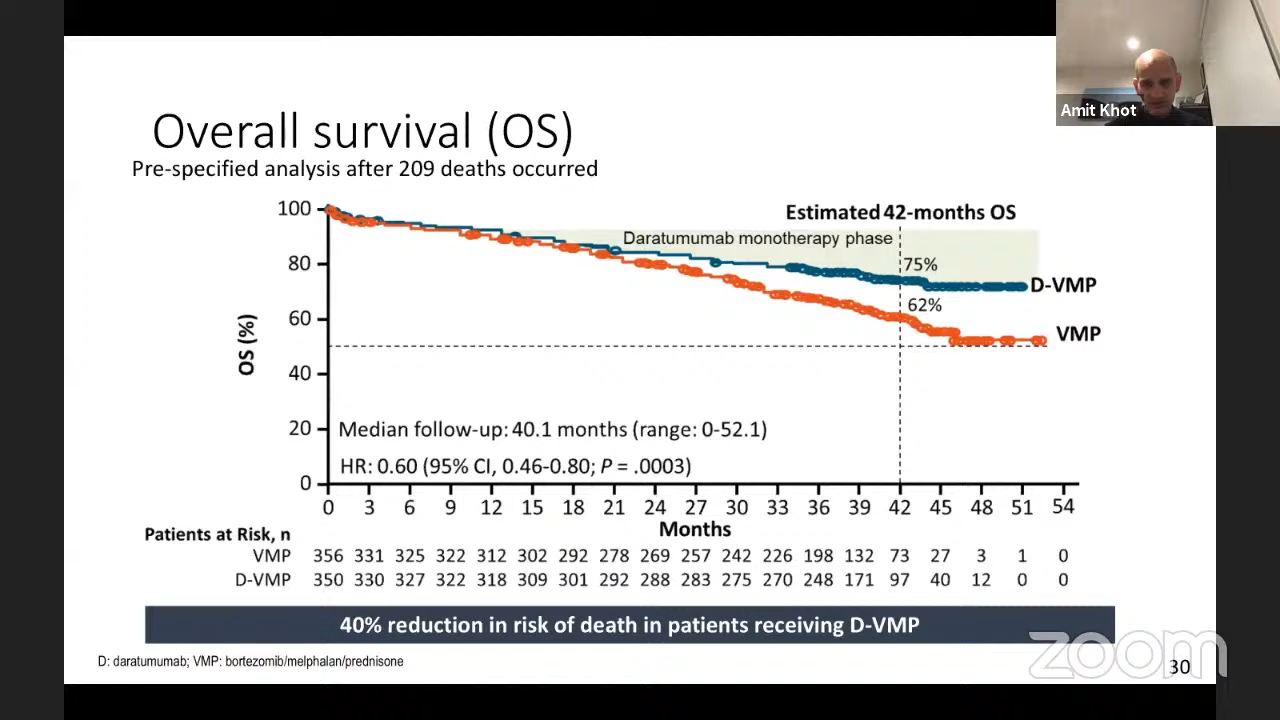 Amit Khot
Overall survival (OS)
Pre-specified analysis after 209 deaths occurred
Estimated 42-months OS
Daratumumab monotherapy phase
75%
D-VMP
62%
VMP
OS (%)
100
80
60
40
20
0
Median follow-up: 40.1 months (range: 0-52.1)
HR: 0.60 (95% CI, 0.46-0.80; P = .0003)
0 3 6 9 12 15 18 21 24 27 30 33 36 39 42 45 48 51 54
Months
Patients at Risk, n
VMP 356 331 325 322 312 302 292 278 269 257 242 226 198 132 73 27 3 1 0
D-VMP 350 330 327 322 318 309 301 292 288 283 275 270 248 171 97 40 12 0 0
40% reduction in risk of death in patients receiving D-VMP
D: daratumumab; VMP: bortezomib/melphalan/prednisone
zoom
30